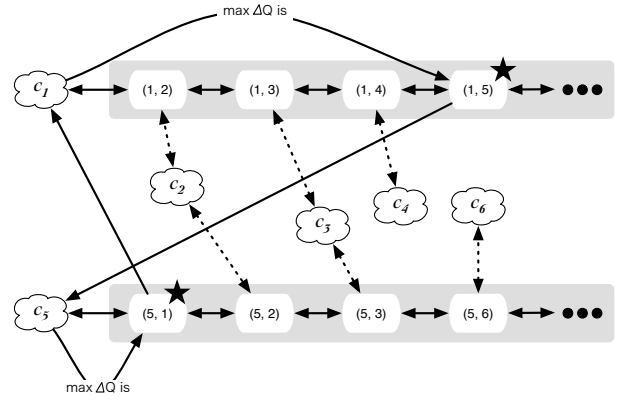 max ΔQ is
c1 (1, 2) (1, 3) (1, 4) (1, 5)
c2 c3 c4 c6
c5 (5, 1) (5, 2) (5, 3) (5, 6)
max ΔQ is